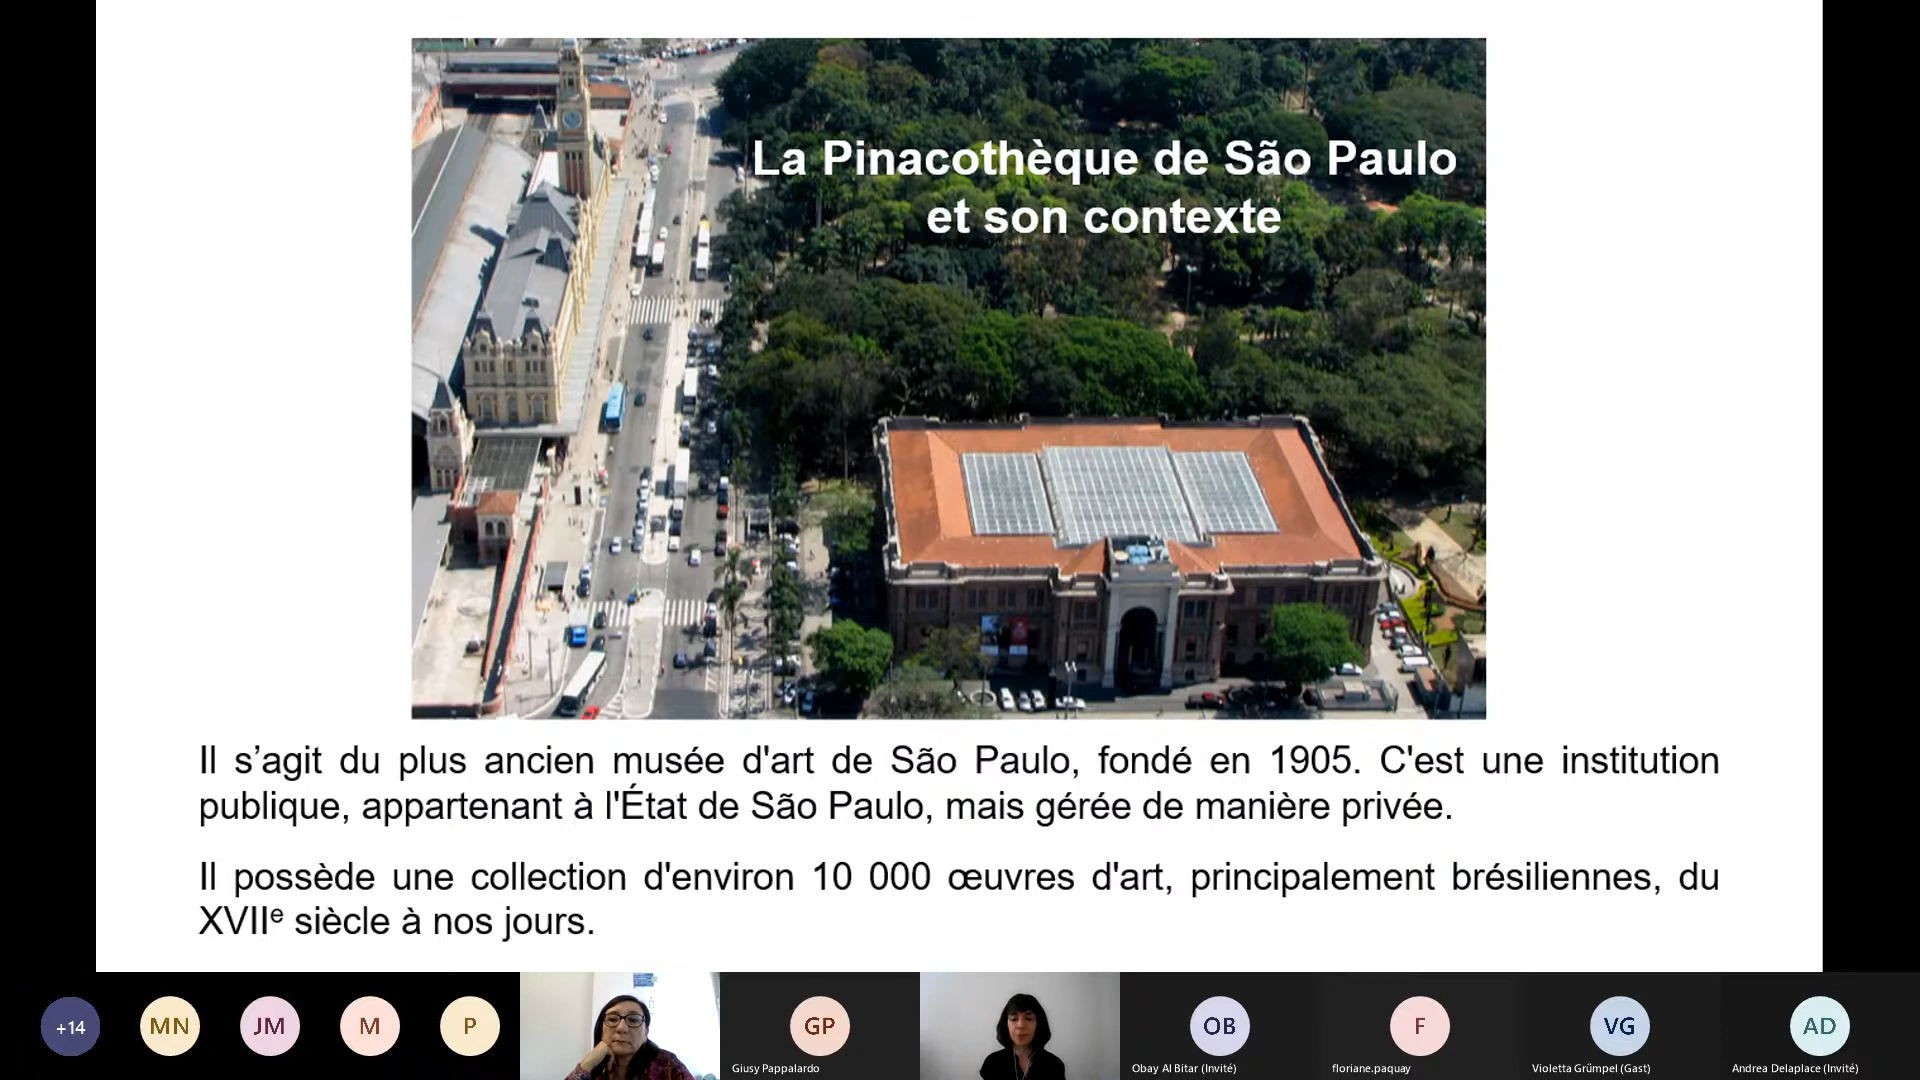 La Pinacothèque de São Paulo
et son contexte
Il s’agit du plus ancien musée d'art de São Paulo, fondé en 1905. C'est une institution
publique, appartenant à l'État de São Paulo, mais gérée de manière privée.
Il possède une collection d'environ 10 000 œuvres d'art, principalement brésiliennes, du
XVIIe siècle à nos jours.
+14
MN
JM
M
P
GP
Giusy Pappalardo
OB
Obay Al Bitar (Invité)
F
floriane.paquay
VG
Violetta Grümpel (Gast)
AD
Andrea Delaplace (Invité)